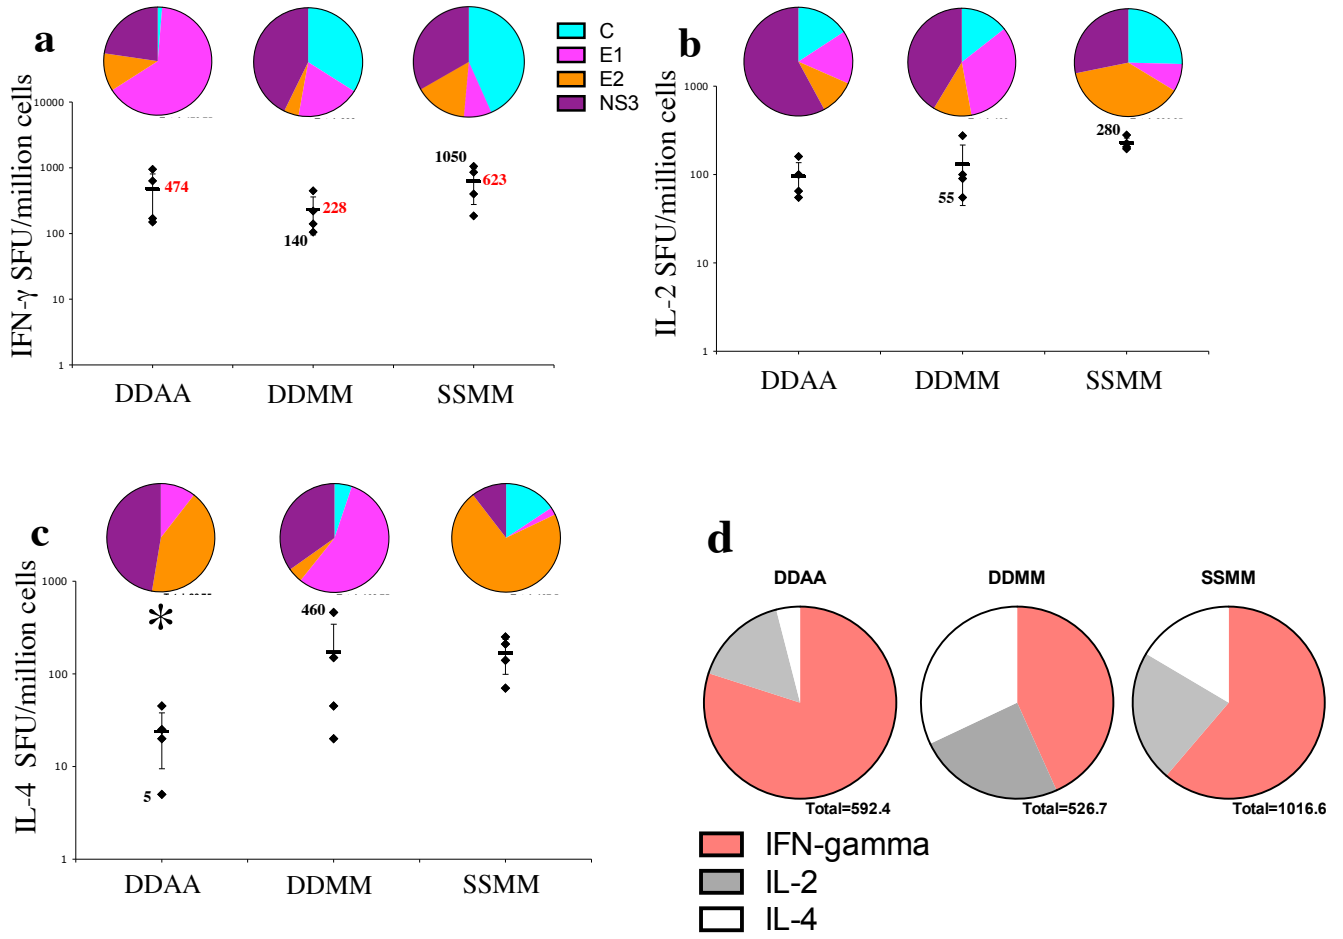 a
C
E1
E2
NS3
IFN-γ SFU/million cells
10000
1000
100
10
1
474
140
228
1050
623
DDAA
DDMM
SSMM
b
IL-2 SFU/million cells
1000
100
10
1
55
280
DDAA
DDMM
SSMM
c
IL-4 SFU/million cells
1000
100
10
1
*
5
460
DDAA
DDMM
SSMM
d
DDAA
DDMM
SSMM
Total=592.4
Total=526.7
Total=1016.6
IFN-gamma
IL-2
IL-4